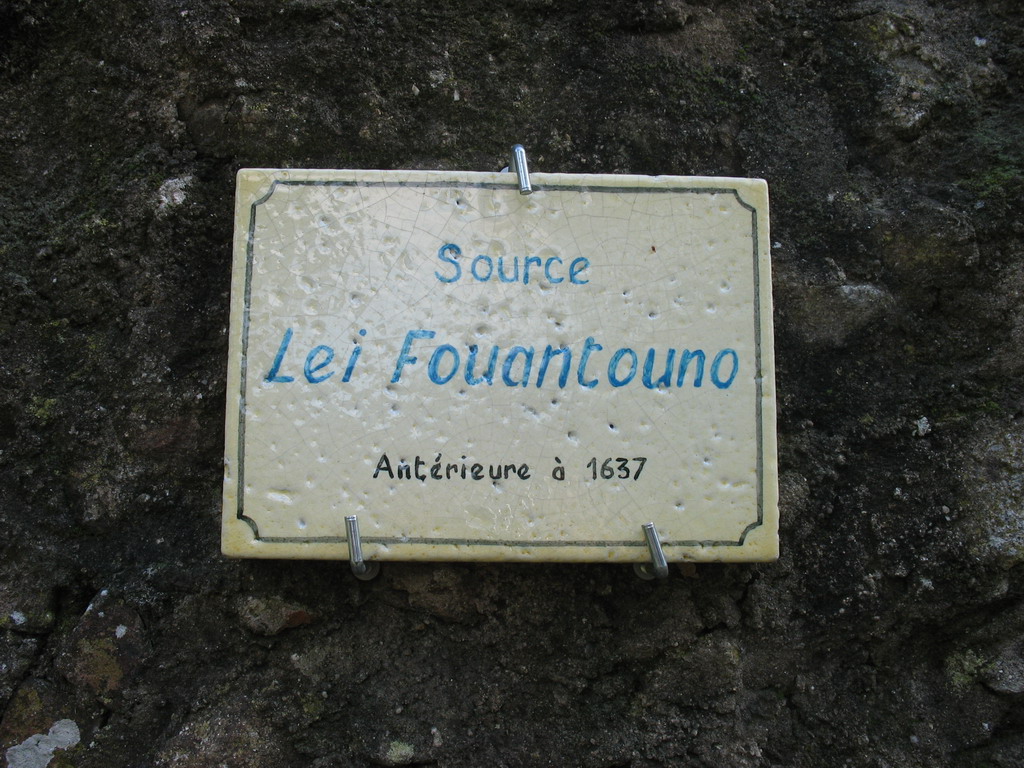 Source
Lei Fouantouno
Antérieure à 1637